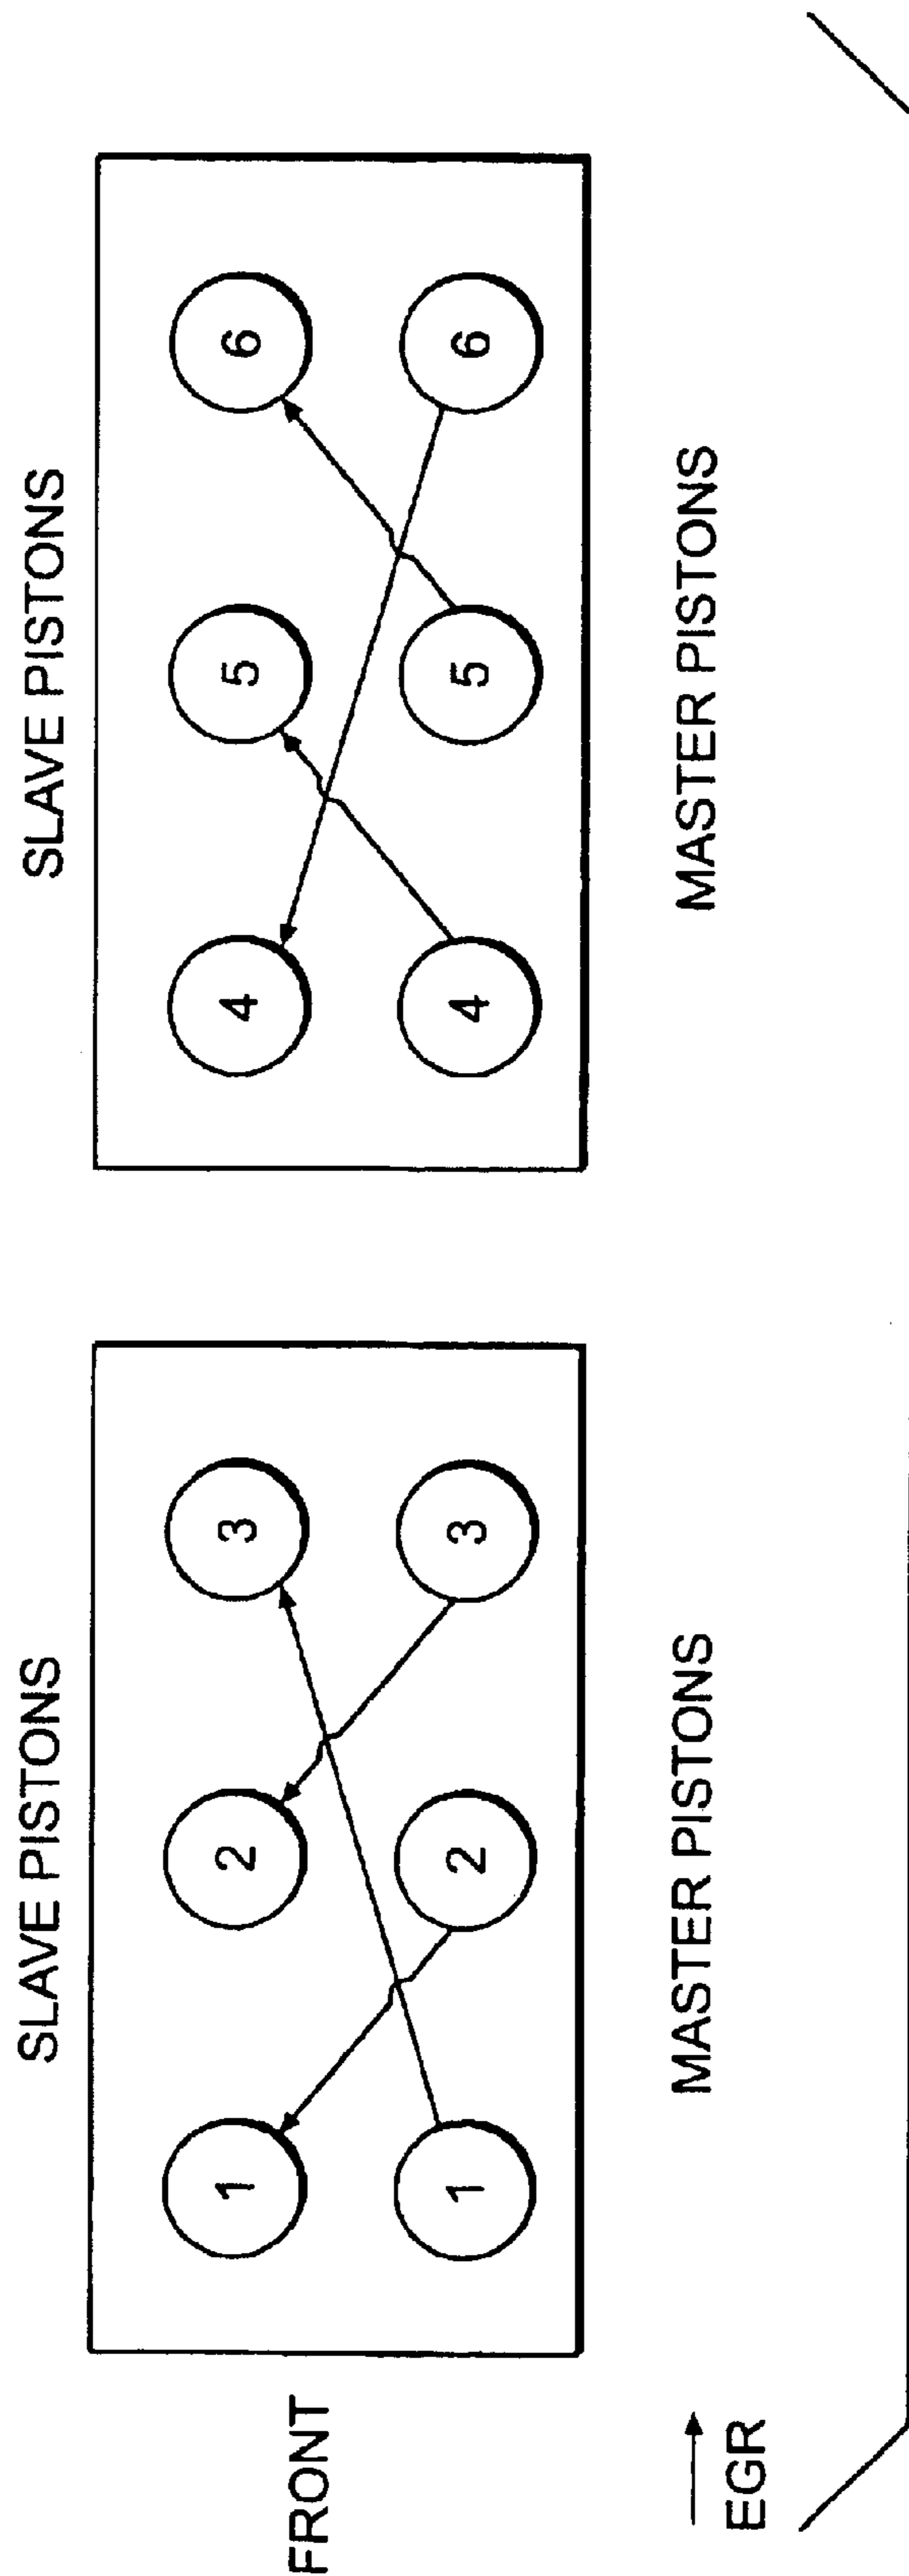 SLAVE PISTONS
SLAVE PISTONS
FRONT
1 2 3
4 5 6
1 2 3
4 5 6
MASTER PISTONS
MASTER PISTONS
EGR